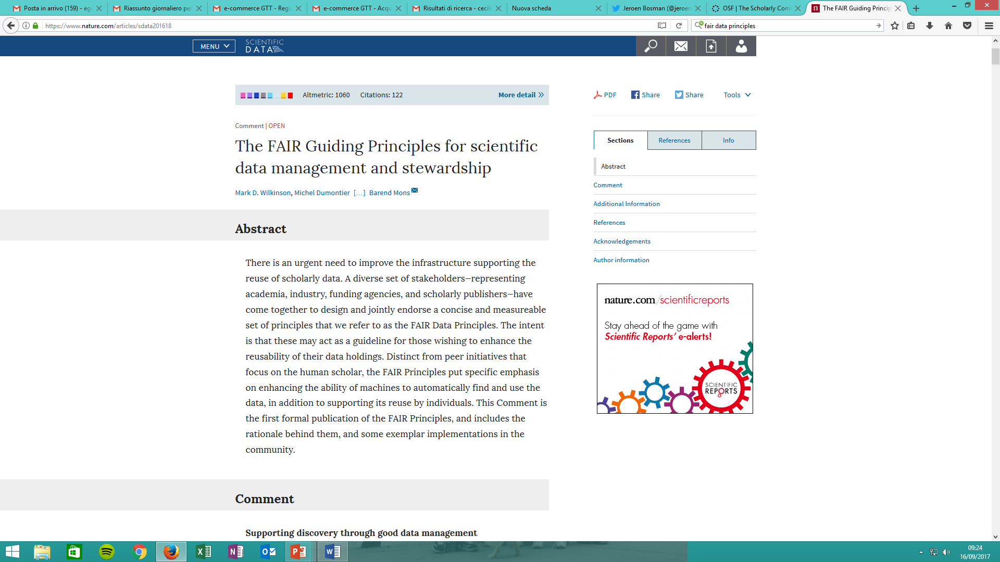 Posta in arrivo (159) - egi
Riassunto giornaliero per
e-commerce GTT - Regis
e-commerce GTT - Acqu
Risultati di ricerca - cecili
Nuova scheda
Jeroen Bosman (@jeroen
OSF | The Scholarly Com
The FAIR Guiding Princip
https://www.nature.com/articles/sdata201618
fair data principles
MENU
SCIENTIFIC
DATA
Altmetric: 1060 Citations: 122 More detail
PDF Share Share Tools
Comment | OPEN
The FAIR Guiding Principles for scientific
data management and stewardship
Mark D. Wilkinson, Michel Dumontier […] Barend Mons
Sections References Info
Abstract
Comment
Additional Information
References
Acknowledgements
Author information
Abstract
There is an urgent need to improve the infrastructure supporting the
reuse of scholarly data. A diverse set of stakeholders—representing
academia, industry, funding agencies, and scholarly publishers—have
come together to design and jointly endorse a concise and measureable
set of principles that we refer to as the FAIR Data Principles. The intent
is that these may act as a guideline for those wishing to enhance the
reusability of their data holdings. Distinct from peer initiatives that
focus on the human scholar, the FAIR Principles put specific emphasis
on enhancing the ability of machines to automatically find and use the
data, in addition to supporting its reuse by individuals. This Comment is
the first formal publication of the FAIR Principles, and includes the
rationale behind them, and some exemplar implementations in the
community.
nature.com/scientificreports
Stay ahead of the game with
Scientific Reports' e-alerts!
SCIENTIFIC
REPORTS
Comment
Supporting discovery through good data management
09:24
16/09/2017